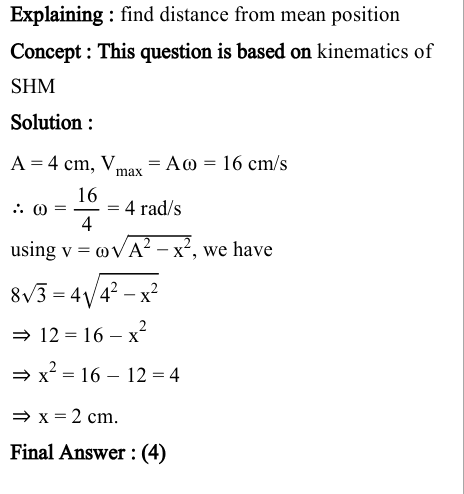 Explaining : find distance from mean position
Concept : This question is based on kinematics of
SHM
Solution :
A = 4 cm, V_max = Aω = 16 cm/s
∴ ω = 16/4 = 4 rad/s
using v = ω√(A² − x²), we have
8√3 = 4√(4² − x²)
⇒ 12 = 16 − x²
⇒ x² = 16 − 12 = 4
⇒ x = 2 cm.
Final Answer : (4)